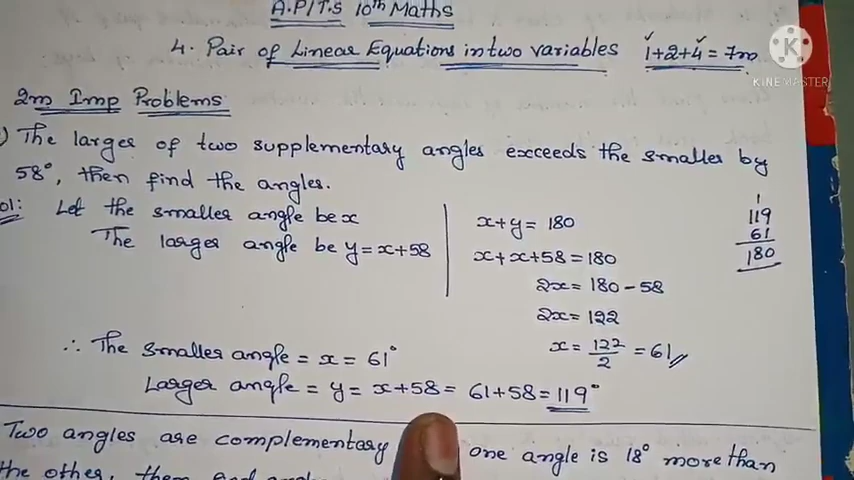 A.P/T.S 10th Maths
4. Pair of Linear Equations in two variables 1+2+4=7m
KINEMASTER
2m Imp Problems
) The larger of two supplementary angles exceeds the smaller by
58°, then find the angles.
ol: Let the smaller angle be x
The larger angle be y=x+58
x+y= 180
x+x+58=180
2x= 180-58
2x= 122
x= 122/2 =61
1
119
61
180
∴ The smaller angle = x = 61°
Larger angle = y= x+58= 61+58= 119°
Two angles are complementary one angle is 18° more than
the other, then